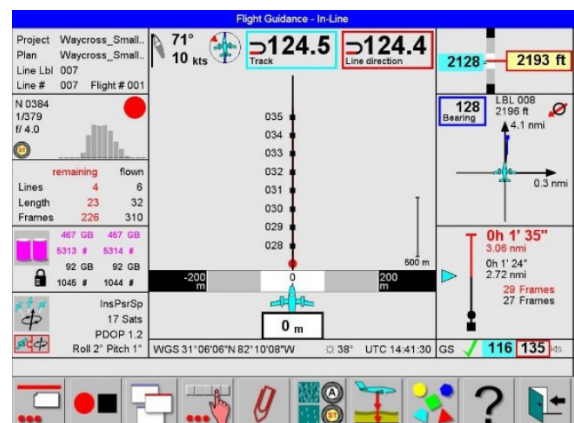 Flight Guidance - In-Line
Project Waycross_Small..
Plan Waycross_Small..
Line Lbl 007
Line # 007 Flight # 001
N 0384
1/379
f/ 4.0
ST
remaining flown
Lines 4 6
Length 23 32
Frames 226 310
467 GB 467 GB
5313 # 5314 #
92 GB 92 GB
1045 # 1044 #
InsPsrSp
17 Sats
PDOP 1.2
Roll 2° Pitch 1°
71°
10 kts
124.5
Track
124.4
Line direction
035
034
033
032
031
030
029
028
500 m
-200 m
0
200 m
0 m
WGS 31°06'06"N 82°10'08"W 38° UTC 14:41:30
2128
2193 ft
128
Bearing
LBL 008
2196 ft
4.1 nmi
0.3 nmi
0h 1' 35"
3.06 nmi
0h 1' 24"
2.72 nmi
29 Frames
27 Frames
GS 116 135 kts
A
ST
?